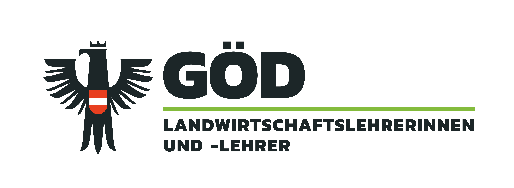 GÖD
LANDWIRTSCHAFTSLEHRERINNEN
UND -LEHRER